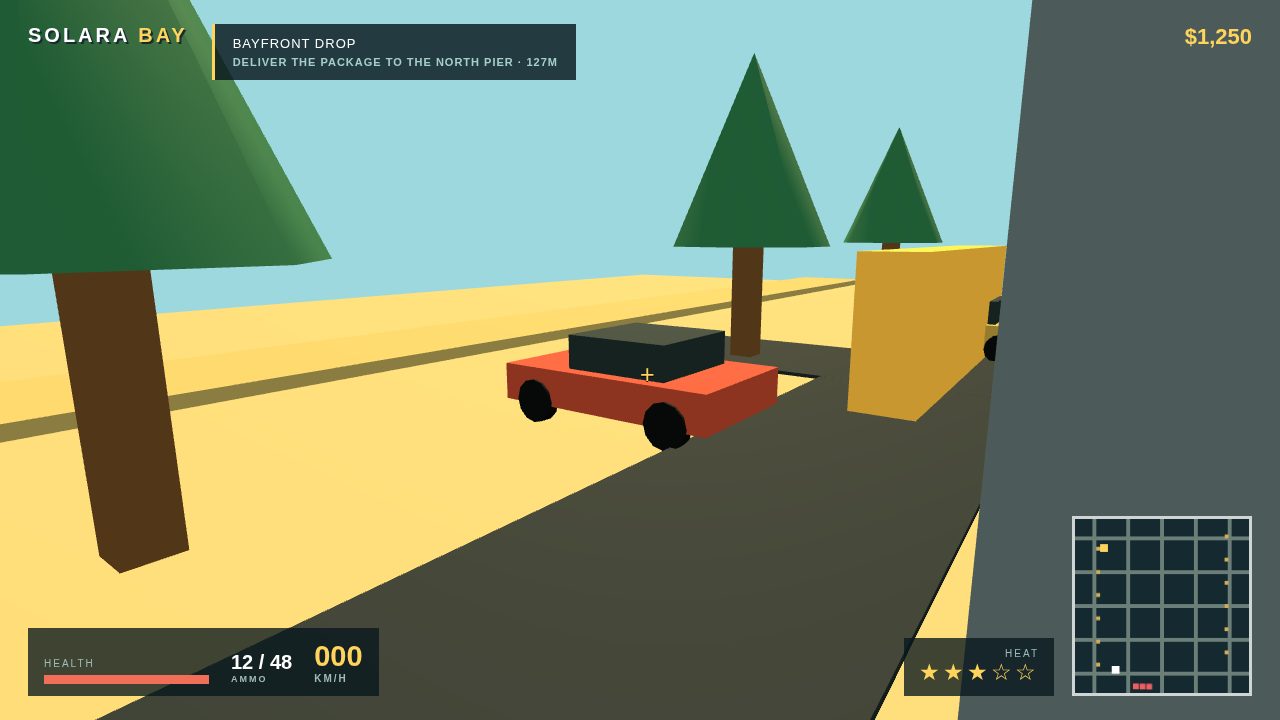 SOLARA BAY
BAYFRONT DROP
DELIVER THE PACKAGE TO THE NORTH PIER · 127M
$1,250
HEALTH
12 / 48
AMMO
000
KM/H
HEAT
★★★☆☆